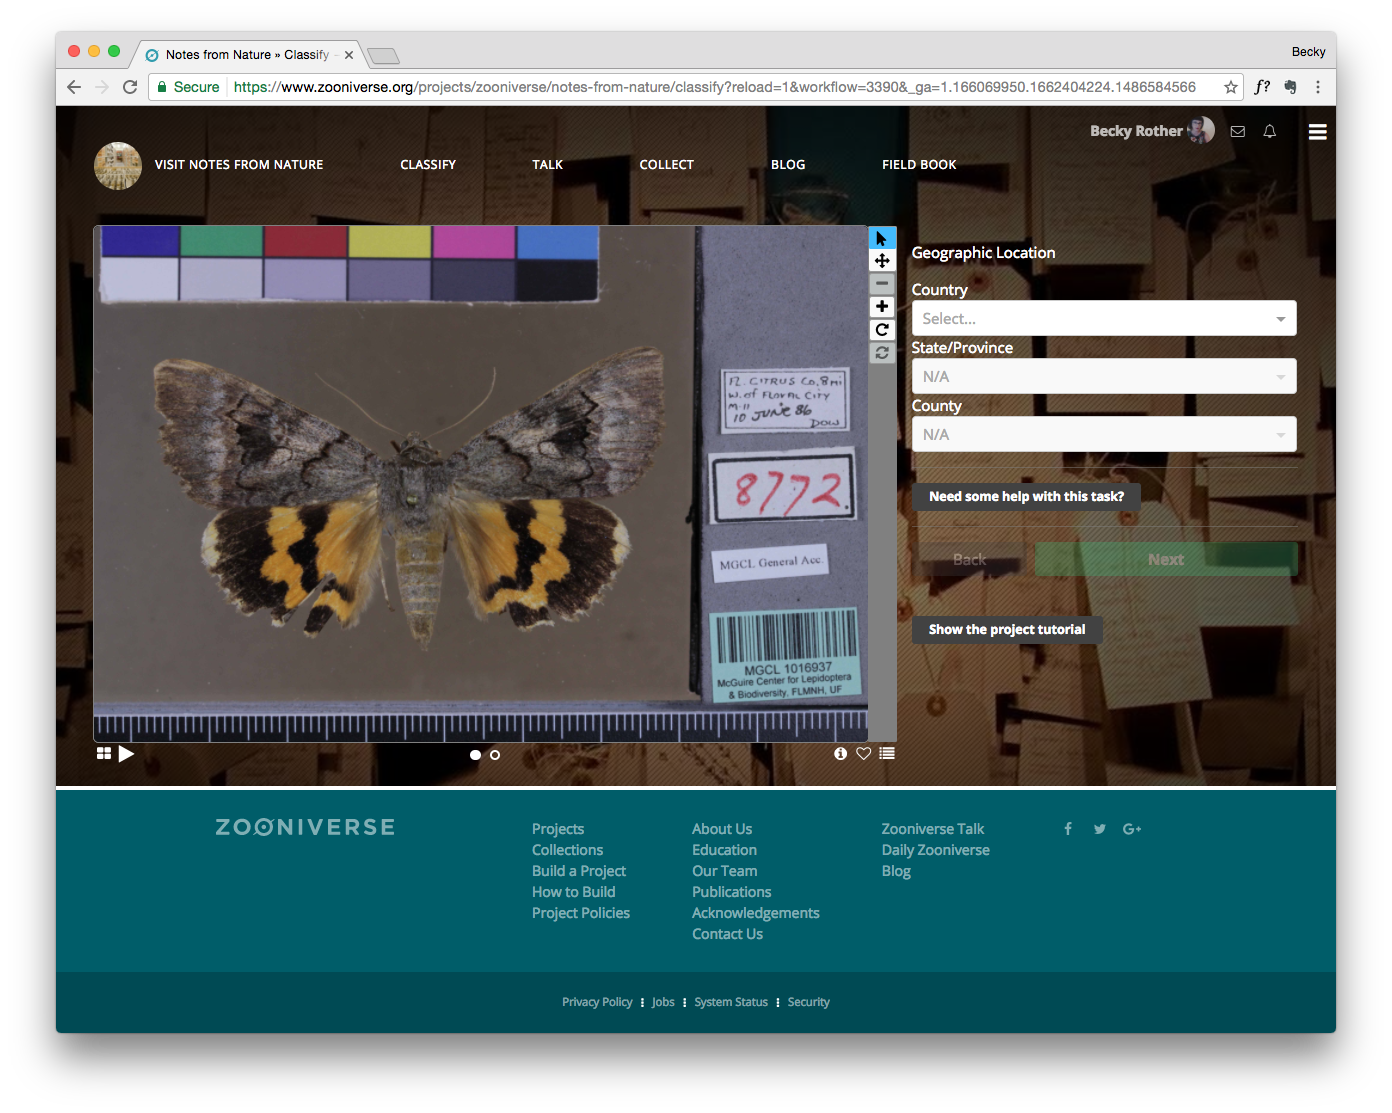 Notes from Nature » Classify -
Becky
Secure https://www.zooniverse.org/projects/zooniverse/notes-from-nature/classify?reload=1&workflow=3390&_ga=1.166069950.1662404224.1486584566
f?
Becky Rother
VISIT NOTES FROM NATURE CLASSIFY TALK COLLECT BLOG FIELD BOOK
FL. CITRUS CO, 8 mi
W. of FLORAL CITY
10 JUNE 86
DOW
8772.
MGCL General Acc.
MGCL 1016937
McGuire Center for Lepidoptera
& Biodiversity, FLMNH, UF
Geographic Location
Country
Select...
State/Province
N/A
County
N/A
Need some help with this task?
Back Next
Show the project tutorial
ZOONIVERSE
Projects
Collections
Build a Project
How to Build
Project Policies
About Us
Education
Our Team
Publications
Acknowledgements
Contact Us
Zooniverse Talk
Daily Zooniverse
Blog
G+
Privacy Policy Jobs System Status Security